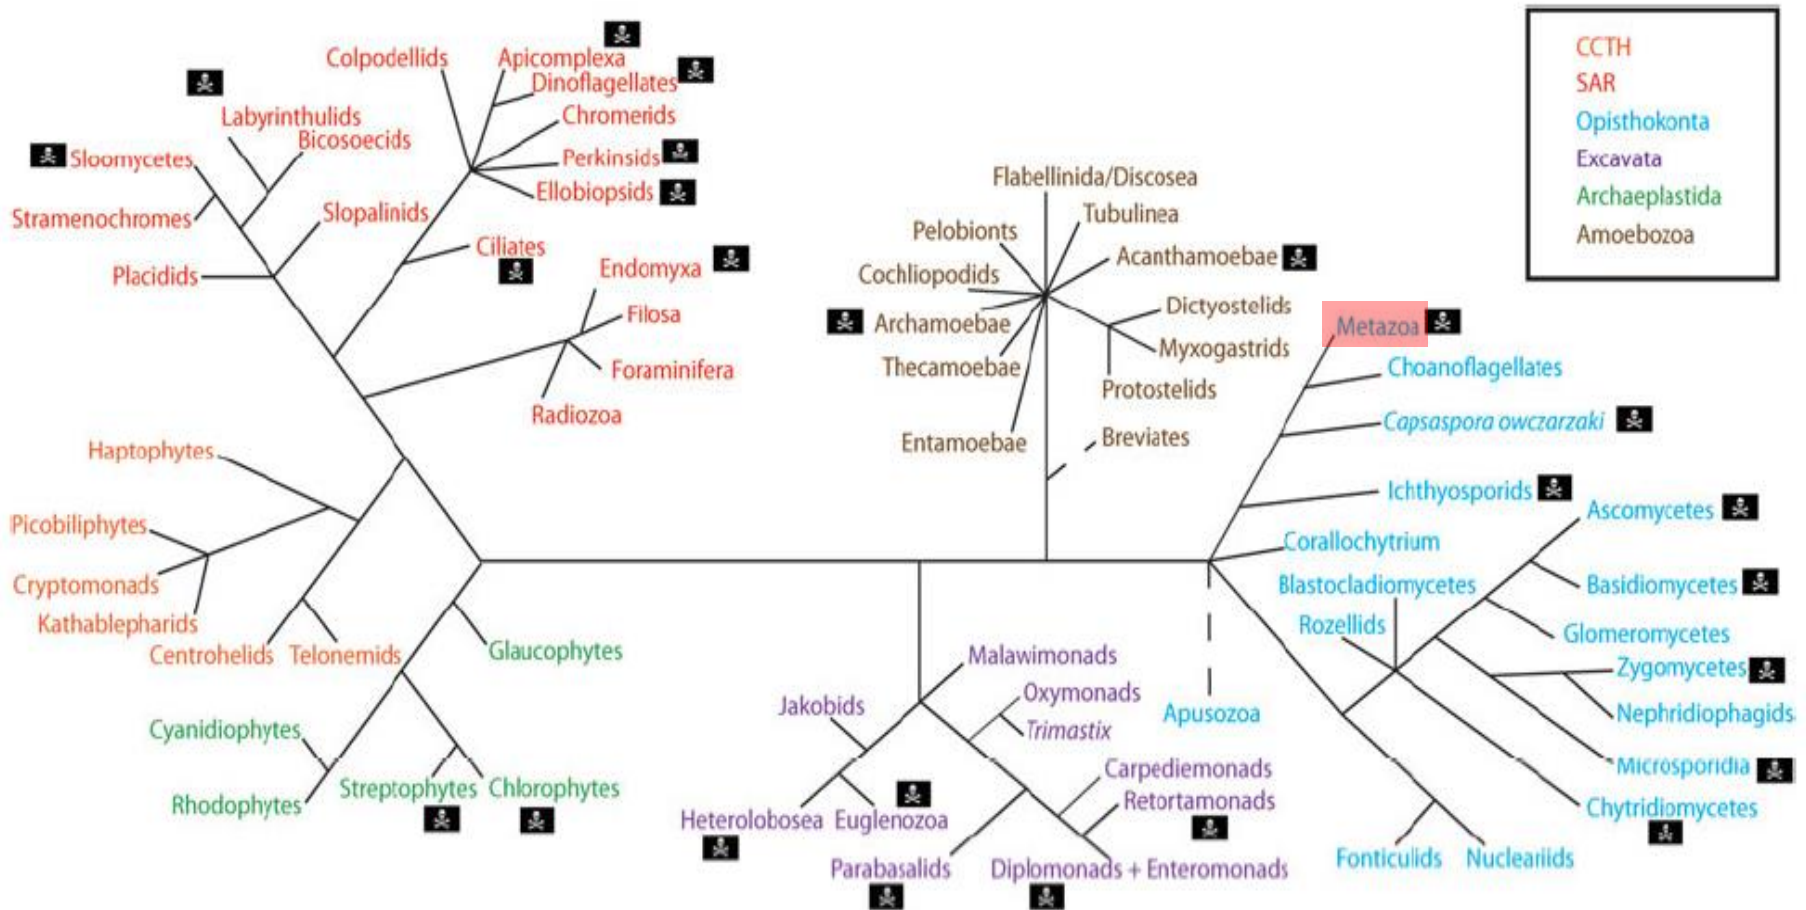 Colpodellids
Apicomplexa
Dinoflagellates
Labyrinthulids
Bicosoecids
Chromerids
Sloomycetes
Perkinsids
Ellobiopsids
Stramenochromes
Slopalinids
Ciliates
Placidids
Endomyxa
Filosa
Foraminifera
Radiozoa
Haptophytes
Picobiliphytes
Cryptomonads
Kathablepharids
Centrohelids
Telonemids
Glaucophytes
Cyanidiophytes
Rhodophytes
Streptophytes
Chlorophytes
Flabellinida/Discosea
Tubulinea
Pelobionts
Acanthamoebae
Cochliopodids
Dictyostelids
Archamoebae
Myxogastrids
Thecamoebae
Protostelids
Entamoebae
Breviates
Malawimonads
Oxymonads
Jakobids
Trimastix
Carpediemonads
Retortamonads
Heterolobosea
Euglenozoa
Parabasalids
Diplomonads + Enteromonads
CCTH
SAR
Opisthokonta
Excavata
Archaeplastida
Amoebozoa
Metazoa
Choanoflagellates
Capsaspora owczarzaki
Ichthyosporids
Ascomycetes
Corallochytrium
Blastocladiomycetes
Basidiomycetes
Rozellids
Glomeromycetes
Zygomycetes
Apusozoa
Nephridiophagids
Microsporidia
Chytridiomycetes
Fonticulids
Nucleariids